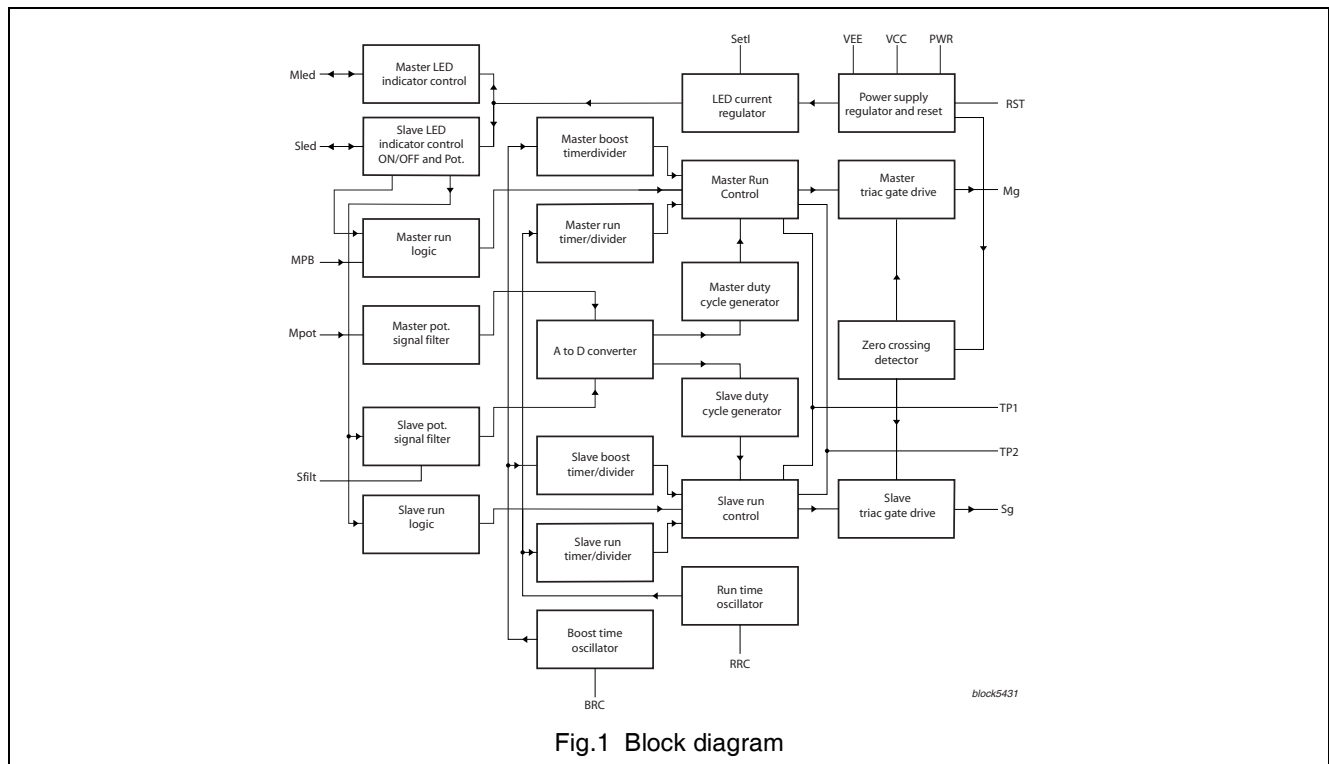 SetI
VEE
VCC
PWR
Mled
Master LED
indicator control
LED current
regulator
Power supply
regulator and reset
RST
Sled
Slave LED
indicator control
ON/OFF and Pot.
Master boost
timerdivider
Master Run
Control
Master
triac gate drive
Mg
MPB
Master run
logic
Master run
timer/divider
Master duty
cycle generator
Mpot
Master pot.
signal filter
A to D converter
Zero crossing
detector
Slave duty
cycle generator
TP1
Slave pot.
signal filter
TP2
Sfilt
Slave boost
timer/divider
Slave run
logic
Slave run
control
Slave
triac gate drive
Sg
Slave run
timer/divider
Run time
oscillator
Boost time
oscillator
RRC
BRC
block5431
Fig.1 Block diagram